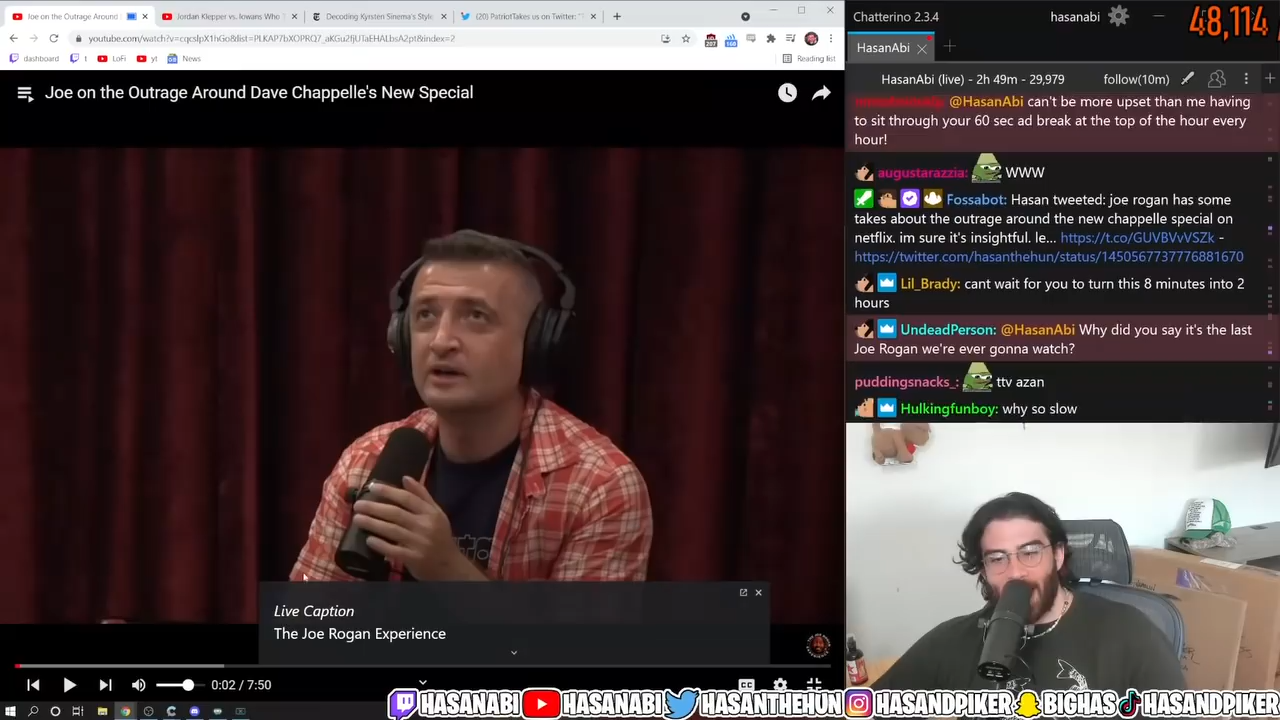 Joe on the Outrage Around
Jordan Klepper vs. Iowans Who
Decoding Kyrsten Sinema's Style
(20) PatriotTakes us on Twitter: "
dashboard
t
LoFi
yt
News
Reading list
Joe on the Outrage Around Dave Chappelle's New Special
Live Caption
The Joe Rogan Experience
0:02 / 7:50
Chatterino 2.3.4
hasanabi
48,114
HasanAbi
HasanAbi (live) - 2h 49m - 29,979
follow(10m)
@HasanAbi can't be more upset than me having
to sit through your 60 sec ad break at the top of the hour every
hour!
augustarazzia: WWW
Fossabot: Hasan tweeted: joe rogan has some
takes about the outrage around the new chappelle special on
netflix. im sure it's insightful. le... https://t.co/GUVBVvVSZk -
https://twitter.com/hasanthehun/status/1450567737776881670
Lil_Brady: cant wait for you to turn this 8 minutes into 2
hours
UndeadPerson: @HasanAbi Why did you say it's the last
Joe Rogan we're ever gonna watch?
puddingsnacks_: ttv azan
Hulkingfunboy: why so slow
HASANABI HASANABI HASANTHEHUN HASANDPIKER BIGHAS HASANDPIKER